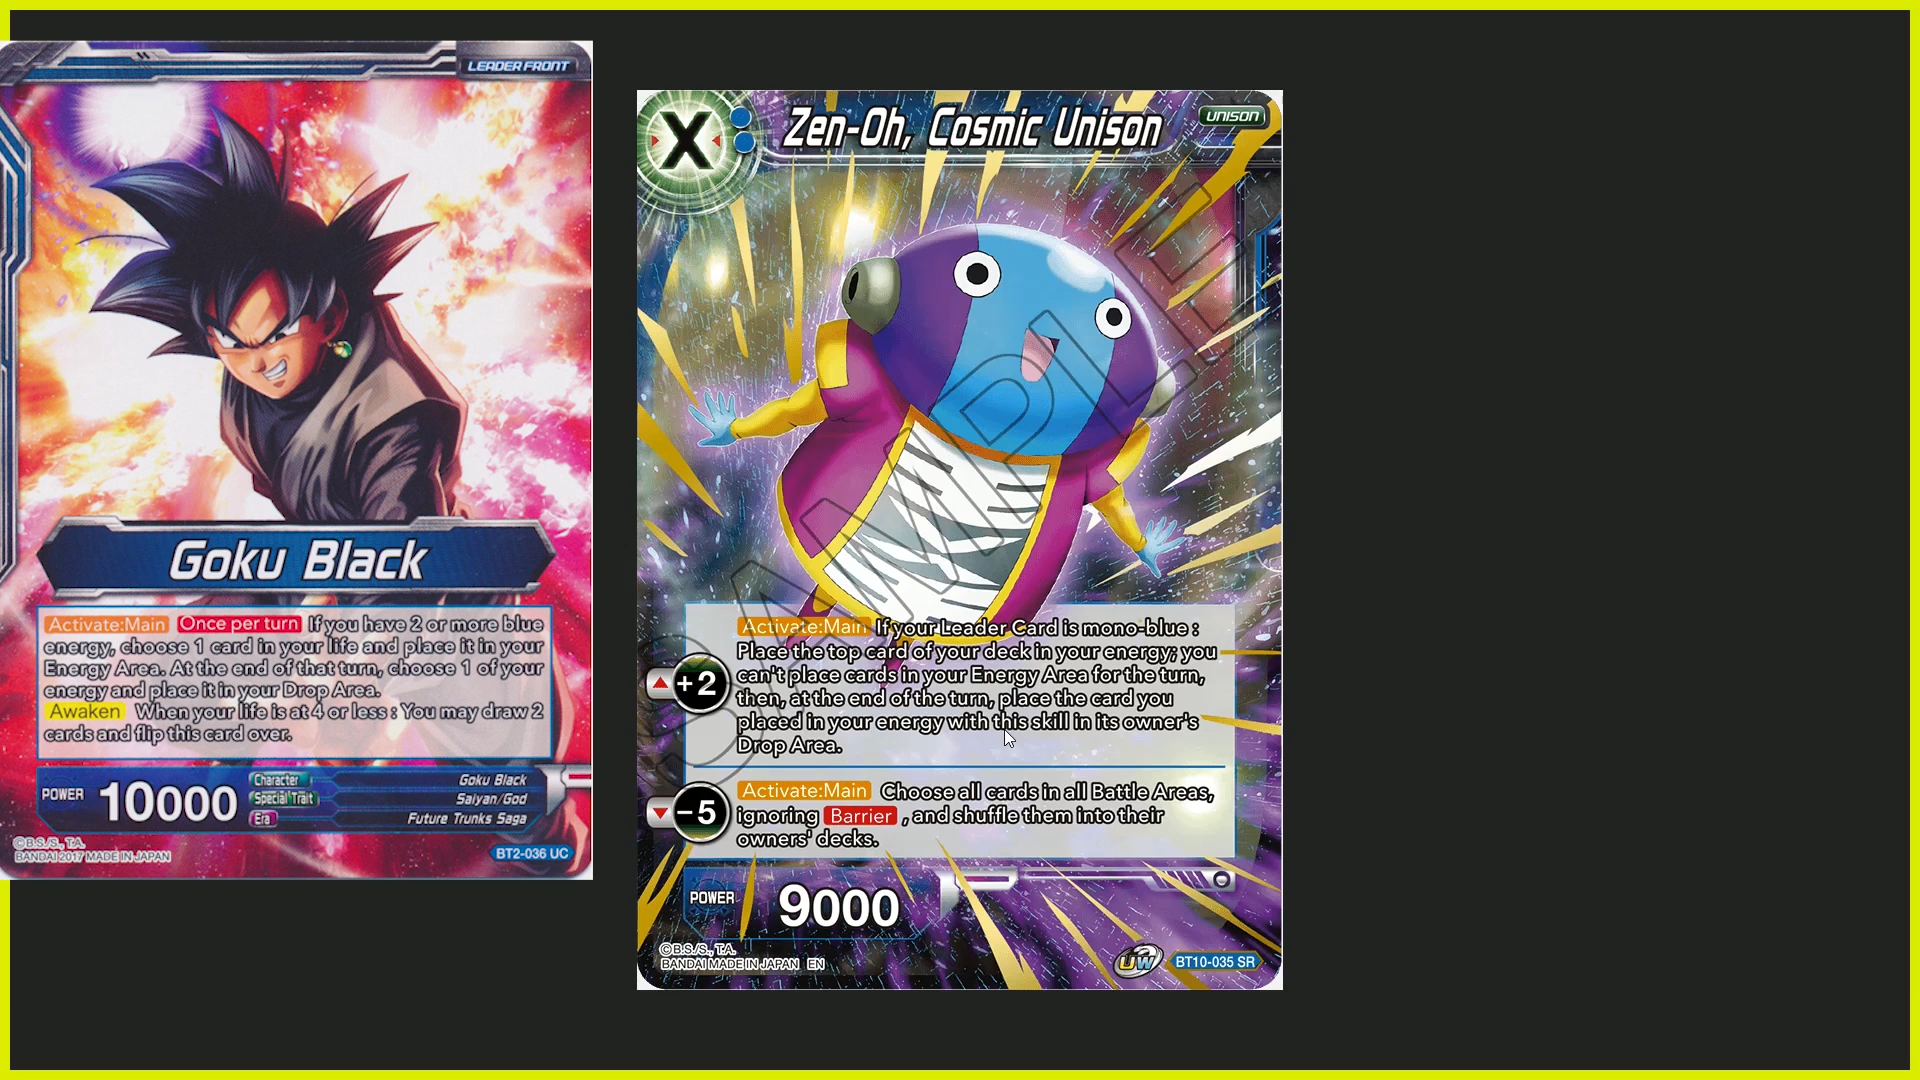 LEADER FRONT
Goku Black
Activate:Main Once per turn If you have 2 or more blue
energy, choose 1 card in your life and place it in your
Energy Area. At the end of that turn, choose 1 of your
energy and place it in your Drop Area.
Awaken When your life is at 4 or less : You may draw 2
cards and flip this card over.
POWER 10000
Character Goku Black
Special Trait Saiyan/God
Era Future Trunks Saga
©B.S./S., T.A.
BANDAI 2017 MADE IN JAPAN
BT2-036 UC
X
Zen-Oh, Cosmic Unison
UNISON
SAMPLE
+2
Activate:Main If your Leader Card is mono-blue :
Place the top card of your deck in your energy; you
can't place cards in your Energy Area for the turn,
then, at the end of the turn, place the card you
placed in your energy with this skill in its owner's
Drop Area.
-5
Activate:Main Choose all cards in all Battle Areas,
ignoring Barrier , and shuffle them into their
owners' decks.
POWER 9000
©B.S./S., T.A.
BANDAI MADE IN JAPAN EN
UW
BT10-035 SR